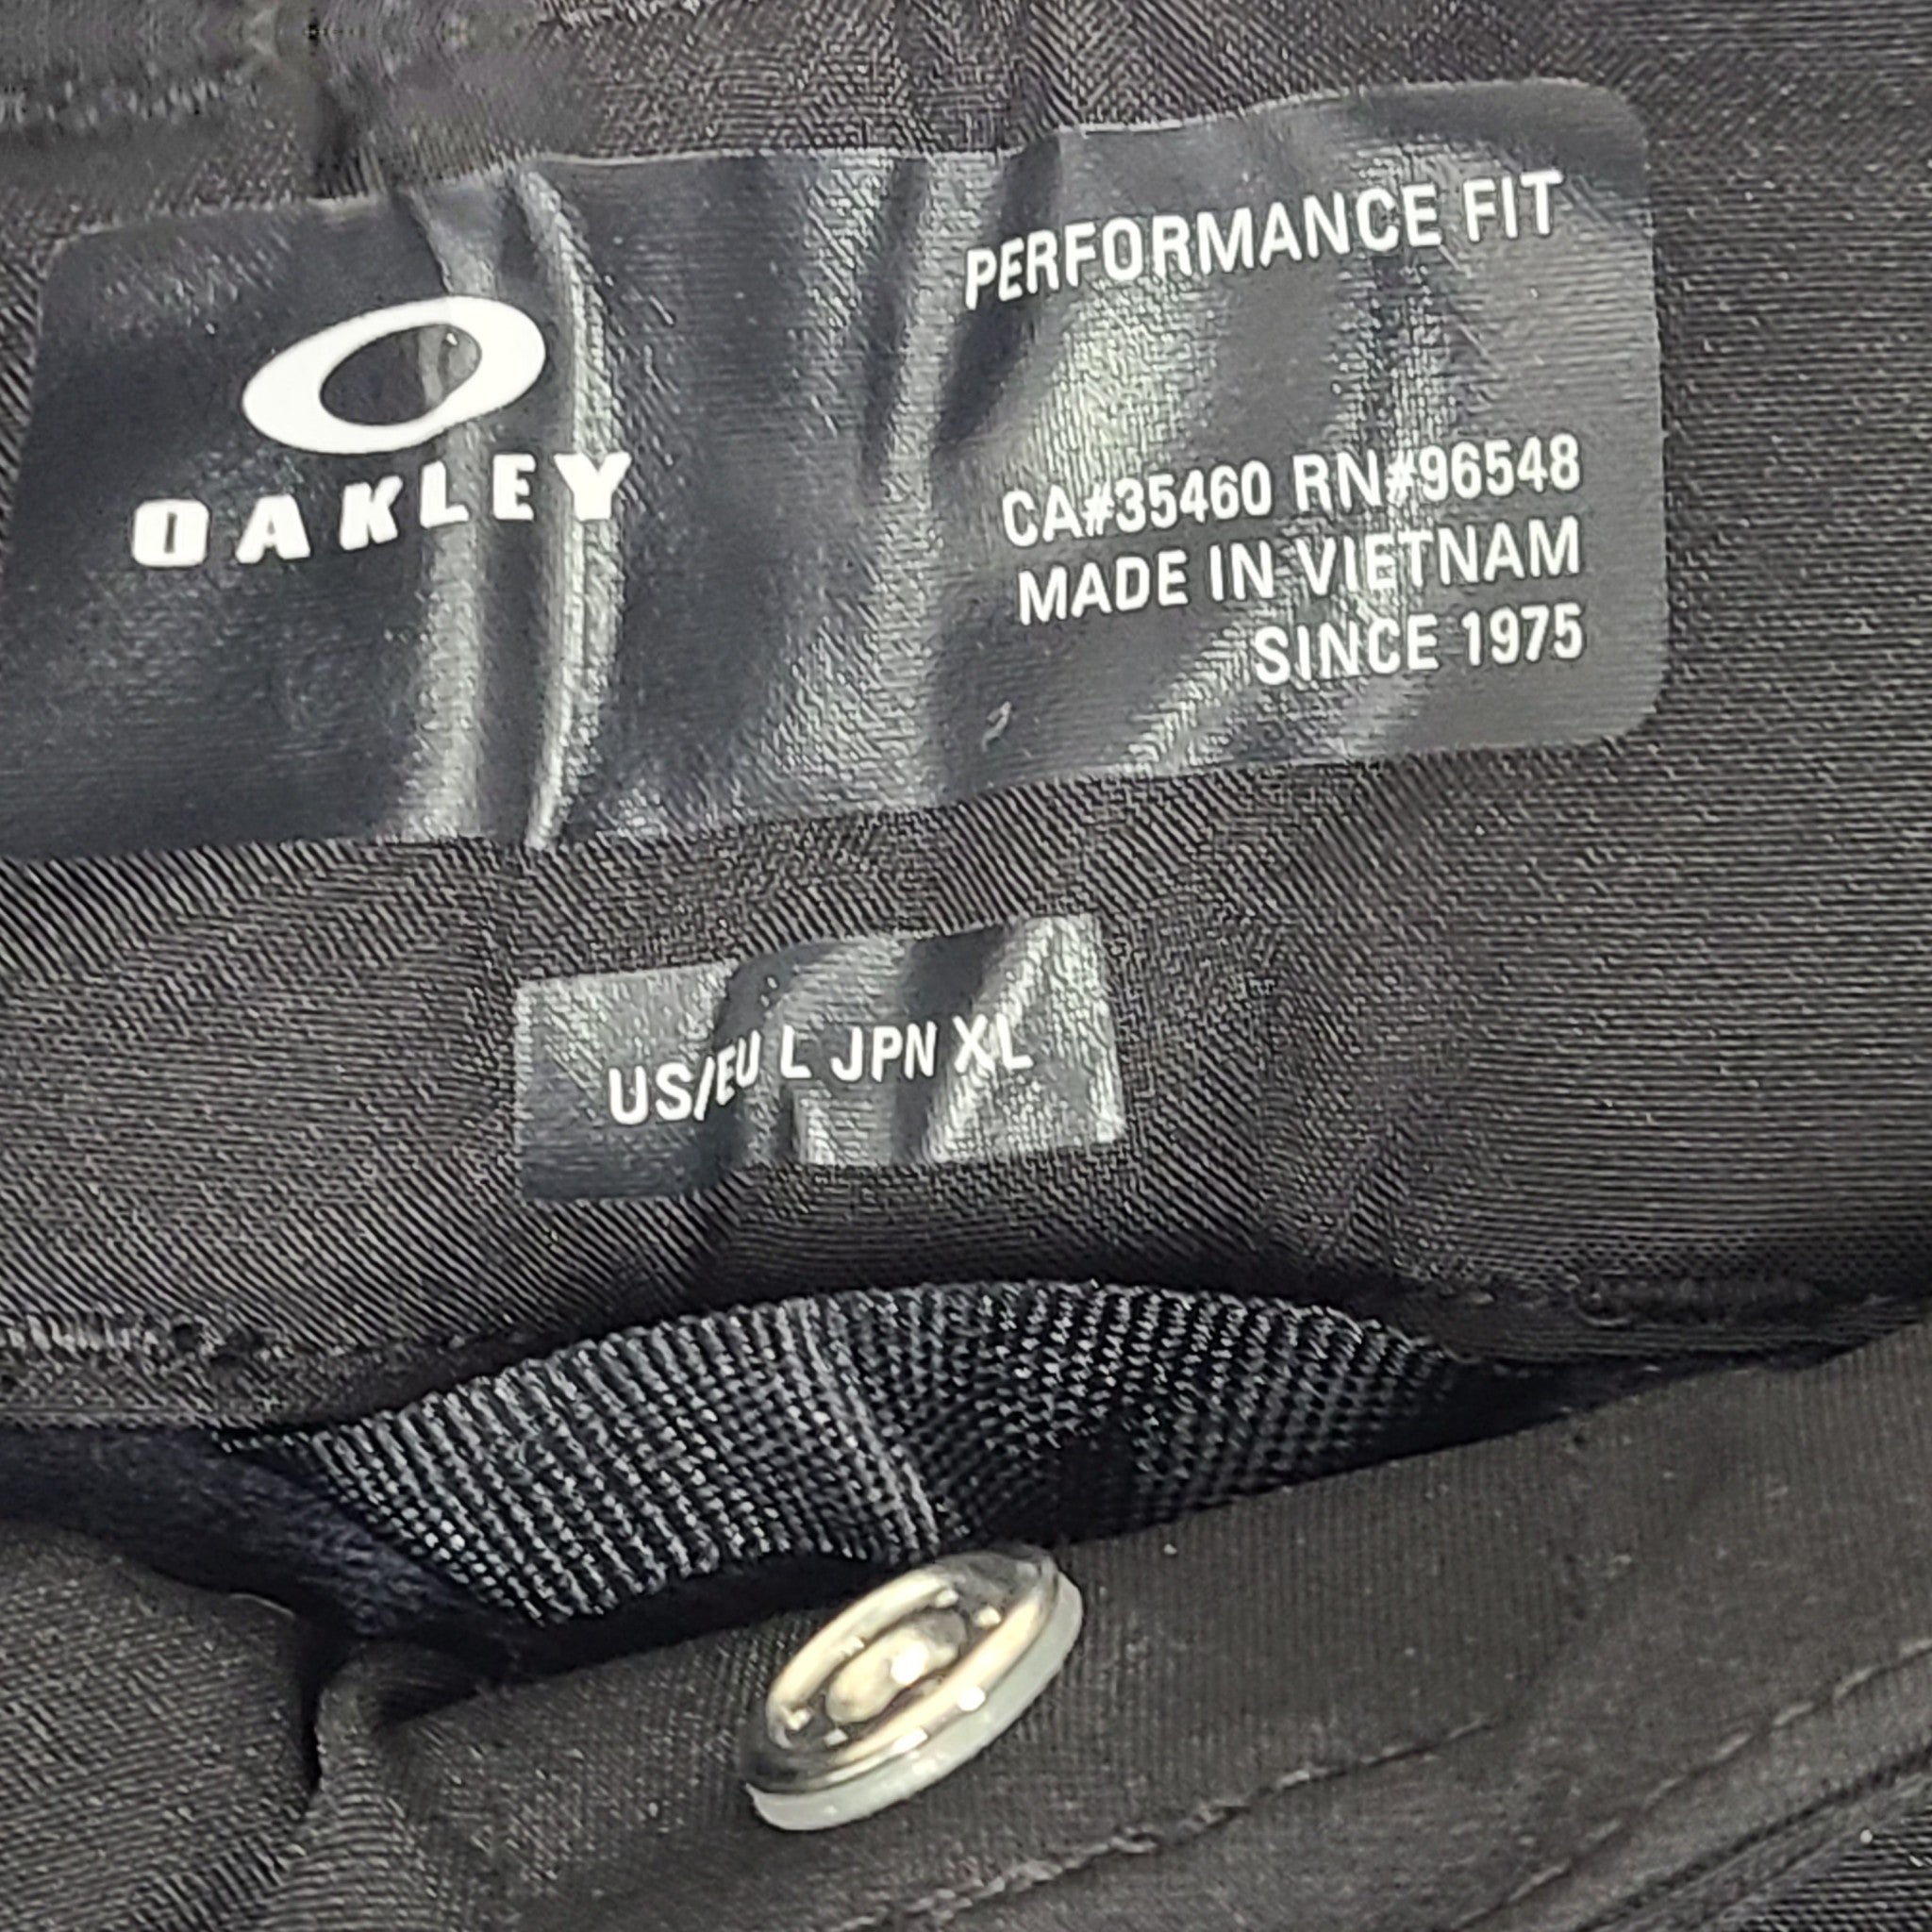 OAKLEY
PERFORMANCE FIT
CA#35460 RN#96548
MADE IN VIETNAM
SINCE 1975
US/EU L JPN XL